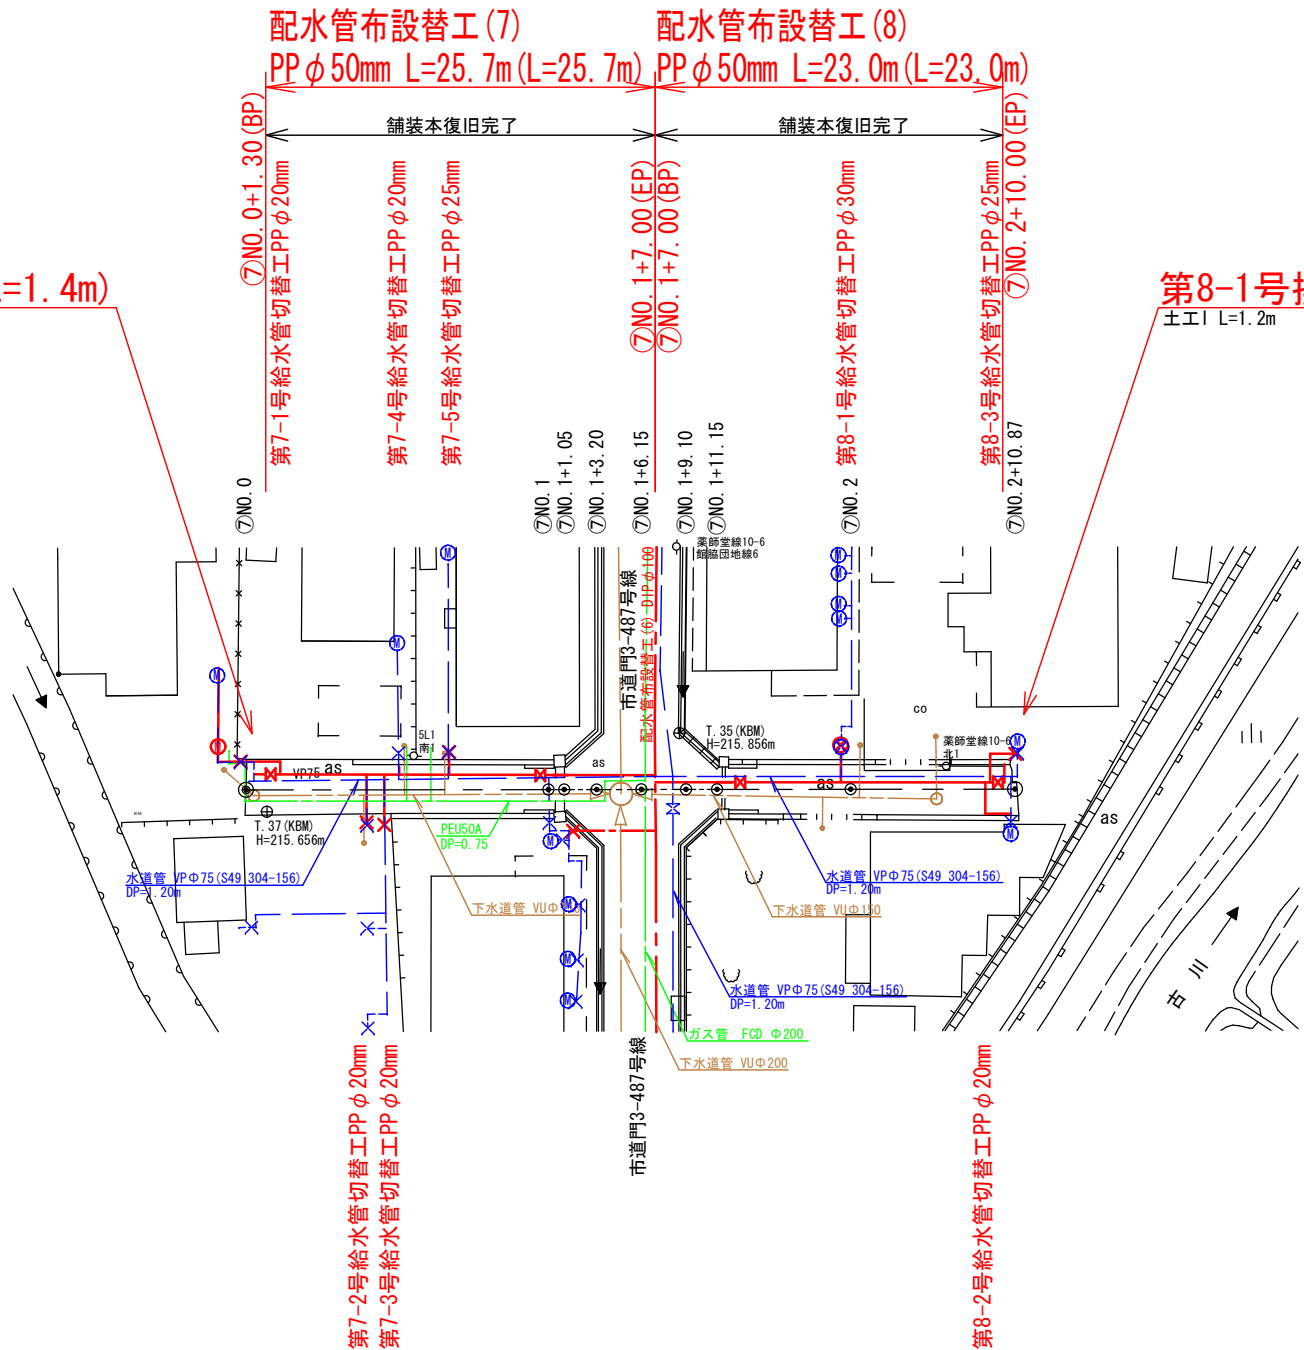 配水管布設替工(7)
PPφ50mm L=25.7m(L=25.7m)
配水管布設替工(8)
PPφ50mm L=23.0m(L=23.0m)
舗装本復旧完了
舗装本復旧完了
⑦NO.0+1.30(BP)
第7-1号給水管切替工PPφ20mm
第7-4号給水管切替工PPφ20mm
第7-5号給水管切替工PPφ25mm
⑦NO.1+7.00(EP)
⑦NO.1+7.00(BP)
第8-1号給水管切替工PPφ30mm
第8-3号給水管切替工PPφ25mm
⑦NO.2+10.00(EP)
=1.4m)
第8-1号
土工I L=1.2m
⑦NO.0
⑦NO.1
⑦NO.1+1.05
⑦NO.1+3.20
⑦NO.1+6.15
⑦NO.1+9.10
⑦NO.1+11.15
⑦NO.2
⑦NO.2+10.87
薬師堂線10-6
館脇団地線6
市道門3-487号線
配水管布設替工(6) DIPφ100
M
M
M
M
M
M
M
co
T.35(KBM)
H=215.856m
薬師堂線10-6
北1
M
5L1
南1
as
VP75
as
as
as
T.37(KBM)
H=215.656m
PEU50A
DP=0.75
M
M
水道管 VPΦ75(S49 304-156)
DP=1.20m
水道管 VPΦ75(S49 304-156)
DP=1.20m
下水道管 VUΦ
M
下水道管 VUΦ150
M
M
水道管 VPΦ75(S49 304-156)
DP=1.20m
古川
ガス管 FCD Φ200
下水道管 VUΦ200
市道門3-487号線
第7-2号給水管切替工PPφ20mm
第7-3号給水管切替工PPφ20mm
第8-2号給水管切替工PPφ20mm